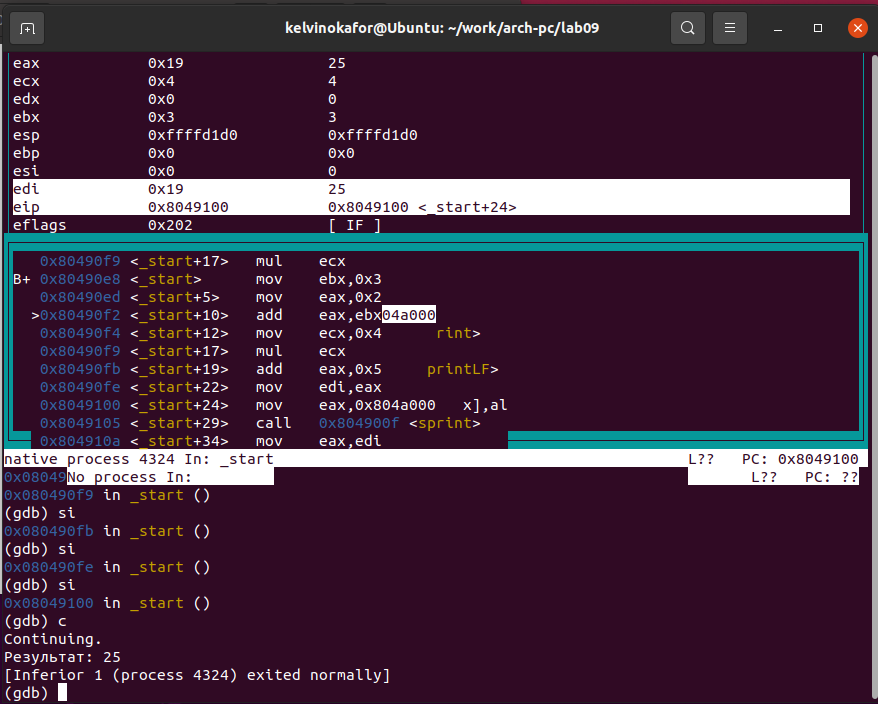 kelvinokafor@Ubuntu: ~/work/arch-pc/lab09
eax 0x19 25
ecx 0x4 4
edx 0x0 0
ebx 0x3 3
esp 0xffffd1d0 0xffffd1d0
ebp 0x0 0x0
esi 0x0 0
edi 0x19 25
eip 0x8049100 0x8049100 <_start+24>
eflags 0x202 [ IF ]
0x80490f9 <_start+17> mul ecx
B+ 0x80490e8 <_start> mov ebx,0x3
0x80490ed <_start+5> mov eax,0x2
>0x80490f2 <_start+10> add eax,ebx04a000
0x80490f4 <_start+12> mov ecx,0x4 rint>
0x80490f9 <_start+17> mul ecx
0x80490fb <_start+19> add eax,0x5 printLF>
0x80490fe <_start+22> mov edi,eax
0x8049100 <_start+24> mov eax,0x804a000 x],al
0x8049105 <_start+29> call 0x804900f <sprint>
0x804910a <_start+34> mov eax,edi
native process 4324 In: _start L?? PC: 0x8049100
0x08049No process In: L?? PC: ??
0x080490f9 in _start ()
(gdb) si
0x080490fb in _start ()
(gdb) si
0x080490fe in _start ()
(gdb) si
0x08049100 in _start ()
(gdb) c
Continuing.
Результат: 25
[Inferior 1 (process 4324) exited normally]
(gdb)